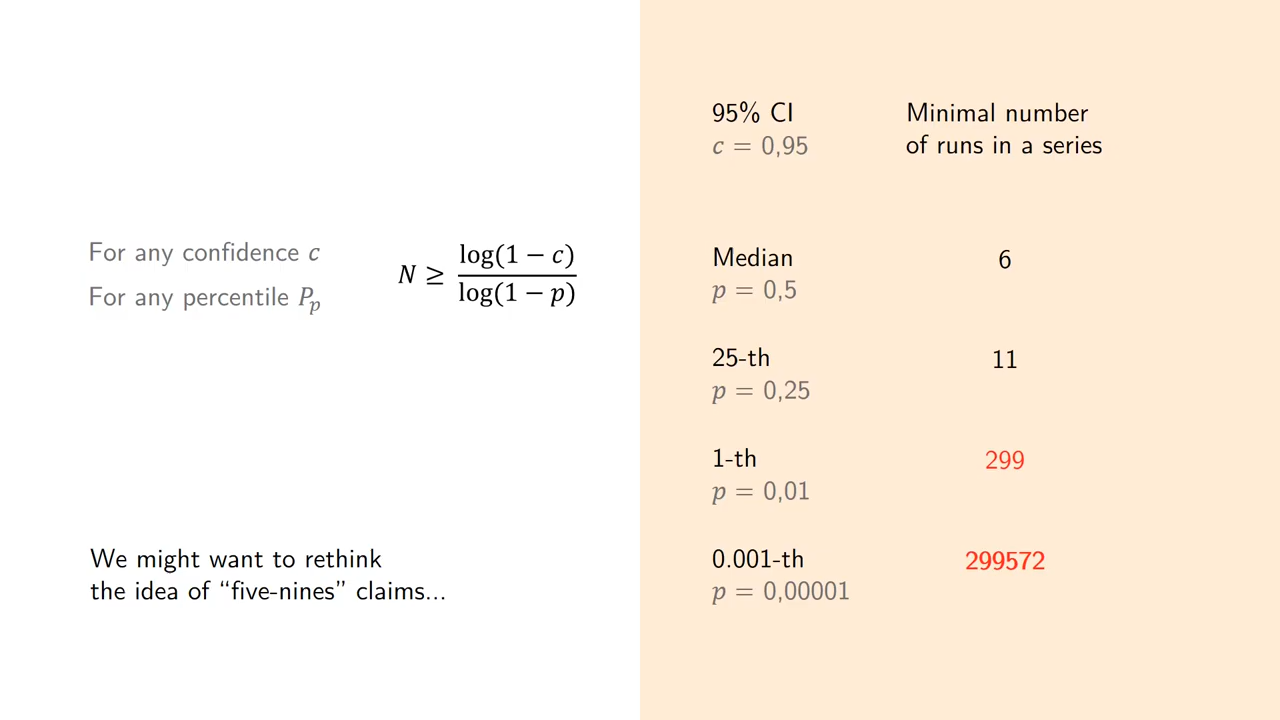 For any confidence c
For any percentile Pₚ
N ≥ log(1 − c) / log(1 − p)
We might want to rethink
the idea of “five-nines” claims...
95% CI
c = 0,95
Minimal number
of runs in a series
Median
p = 0,5
6
25-th
p = 0,25
11
1-th
p = 0,01
299
0.001-th
p = 0,00001
299572